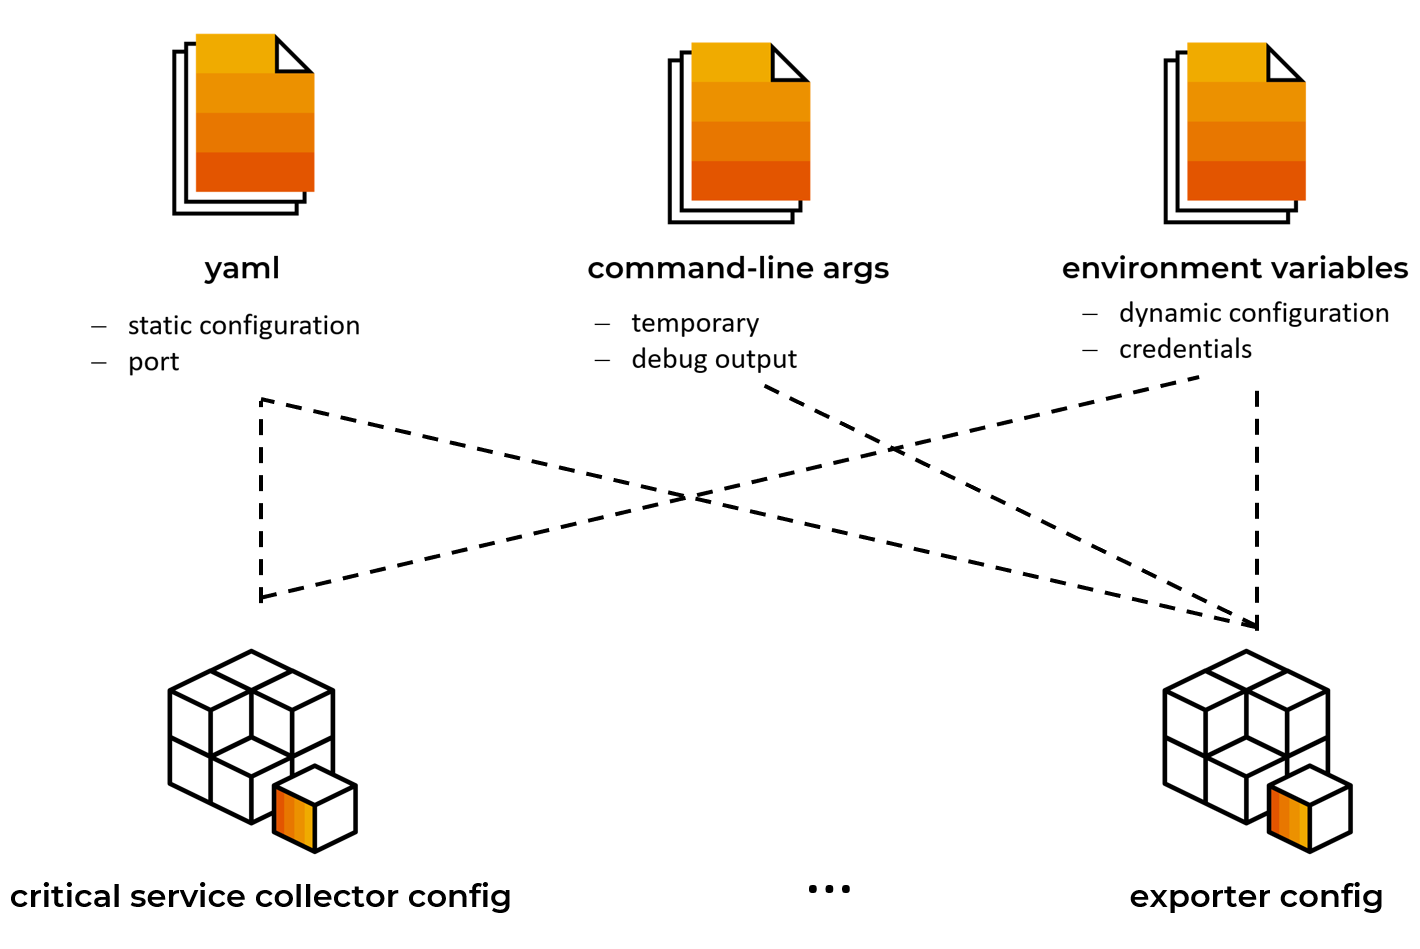 yaml
– static configuration
– port
command-line args
– temporary
– debug output
environment variables
– dynamic configuration
– credentials
critical service collector config
...
exporter config